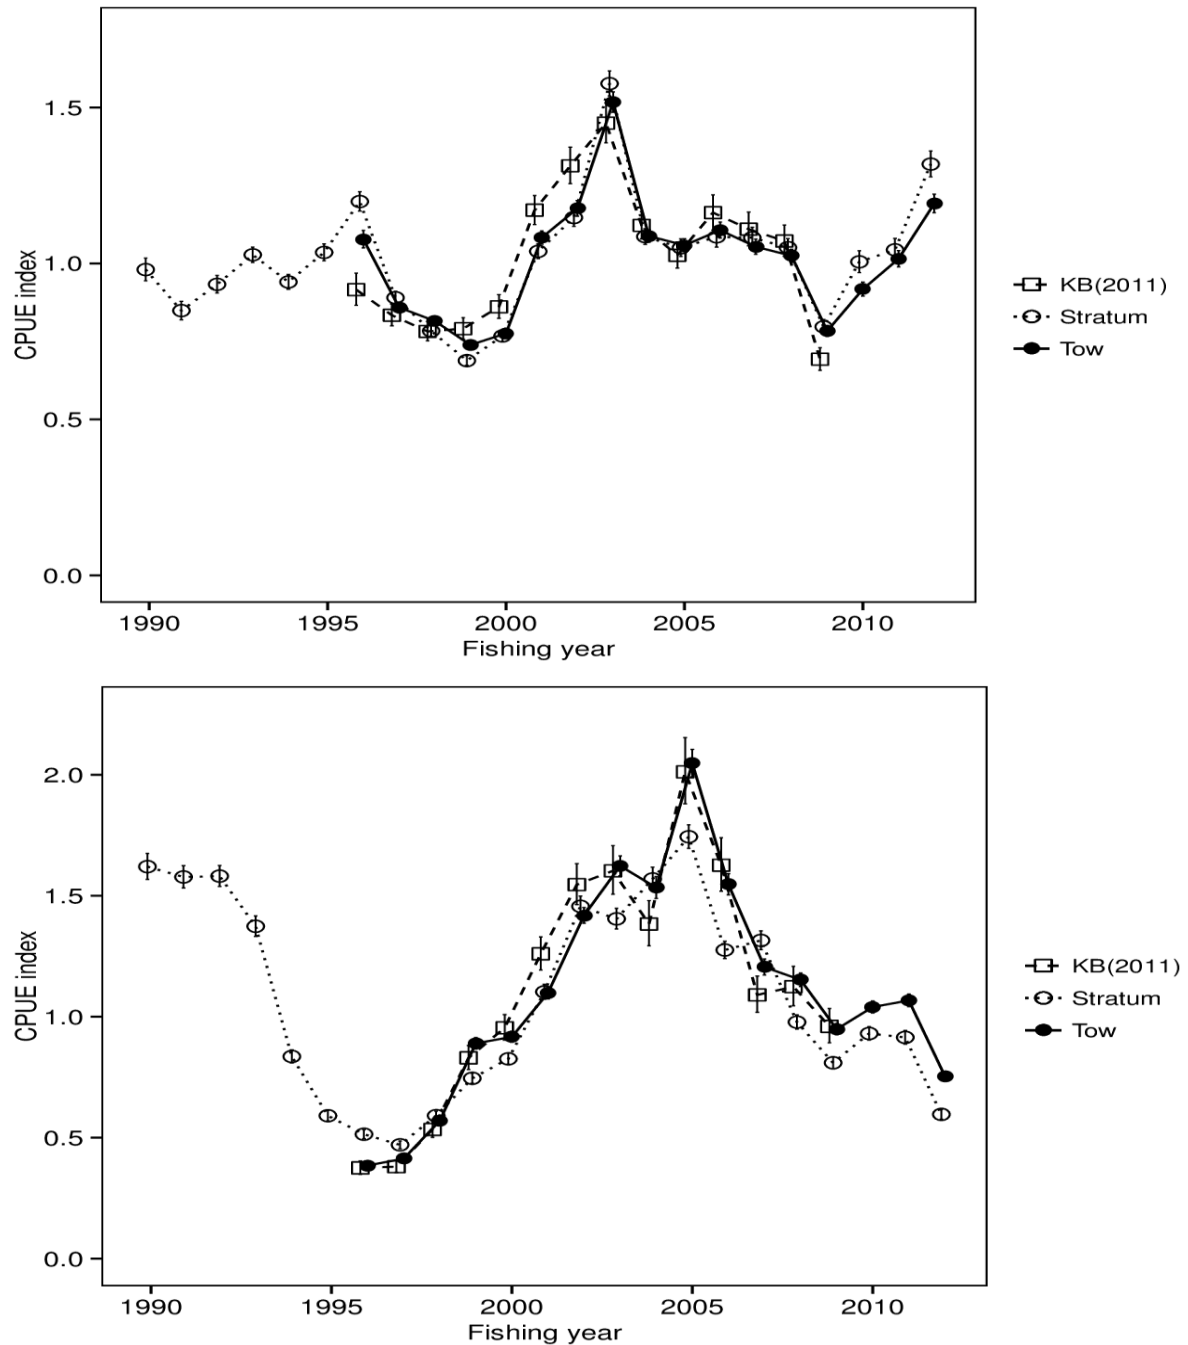 1.5
1.0
0.5
0.0
CPUE index
1990 1995 2000 2005 2010
Fishing year
KB(2011)
Stratum
Tow
2.0
1.5
1.0
0.5
0.0
CPUE index
1990 1995 2000 2005 2010
Fishing year
KB(2011)
Stratum
Tow